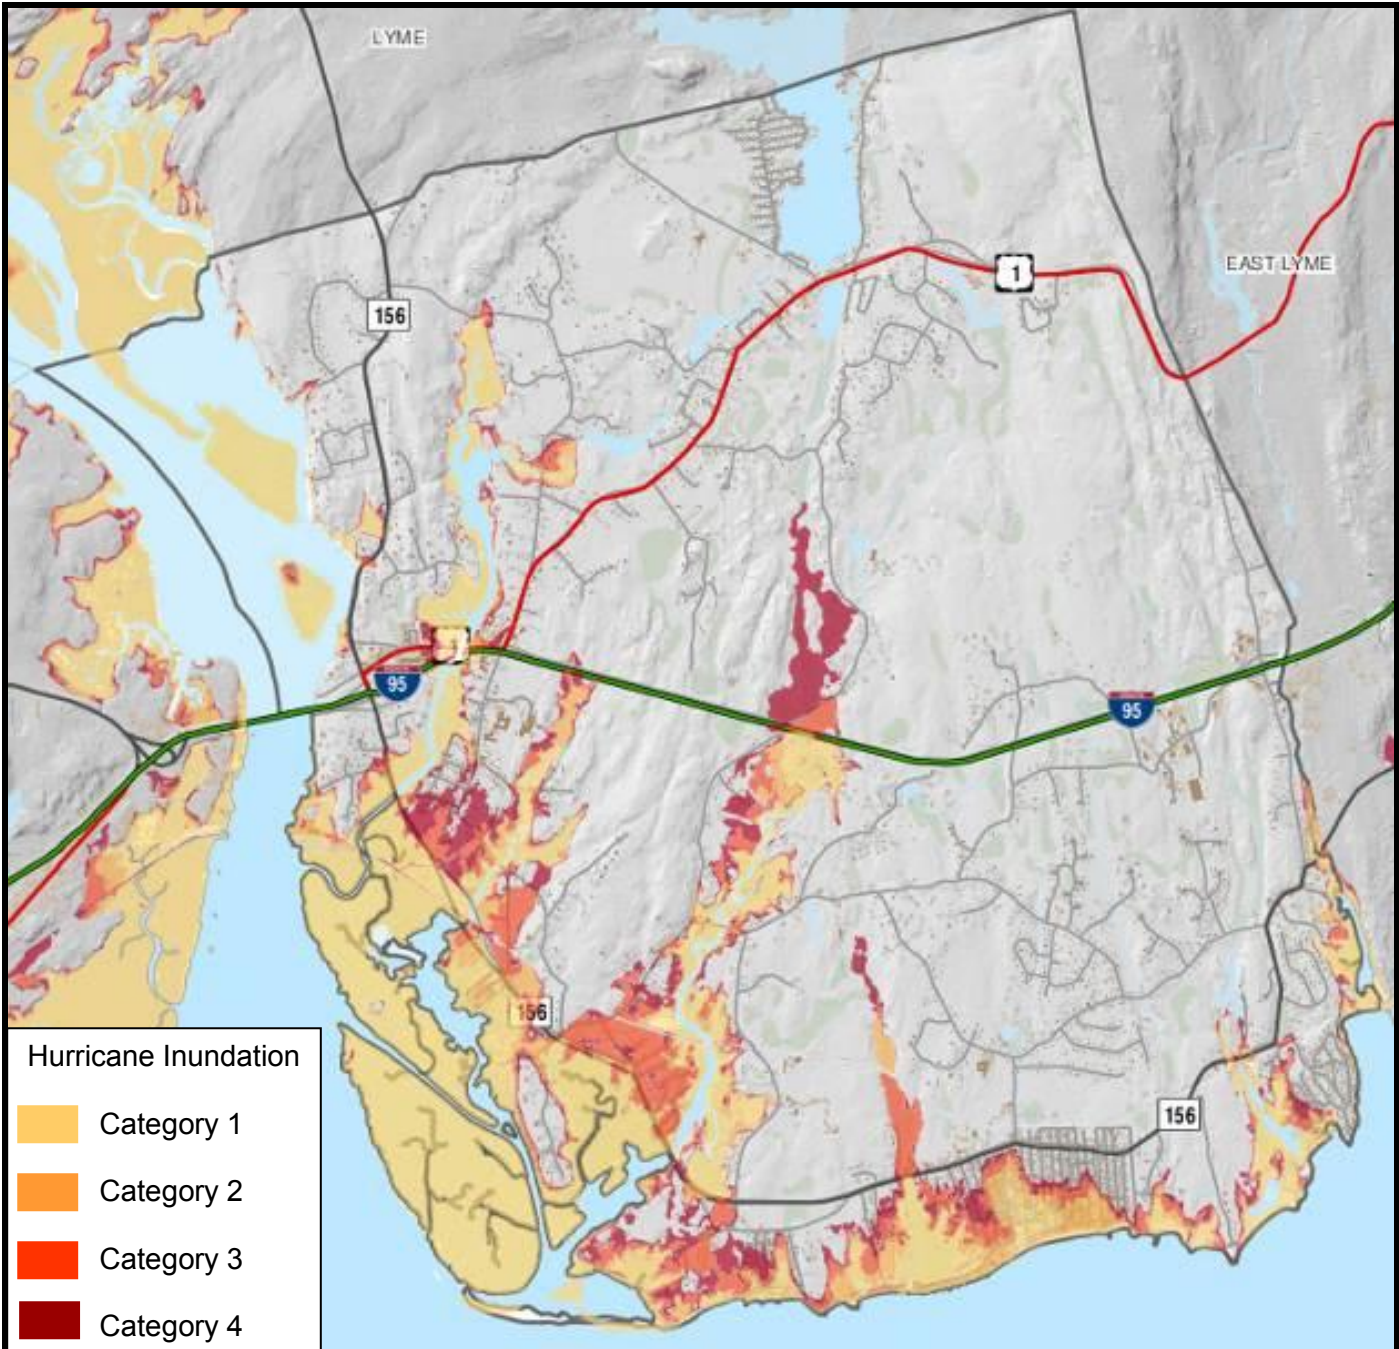 LYME
156
1
EAST LYME
1
95
95
156
156
Hurricane Inundation
Category 1
Category 2
Category 3
Category 4